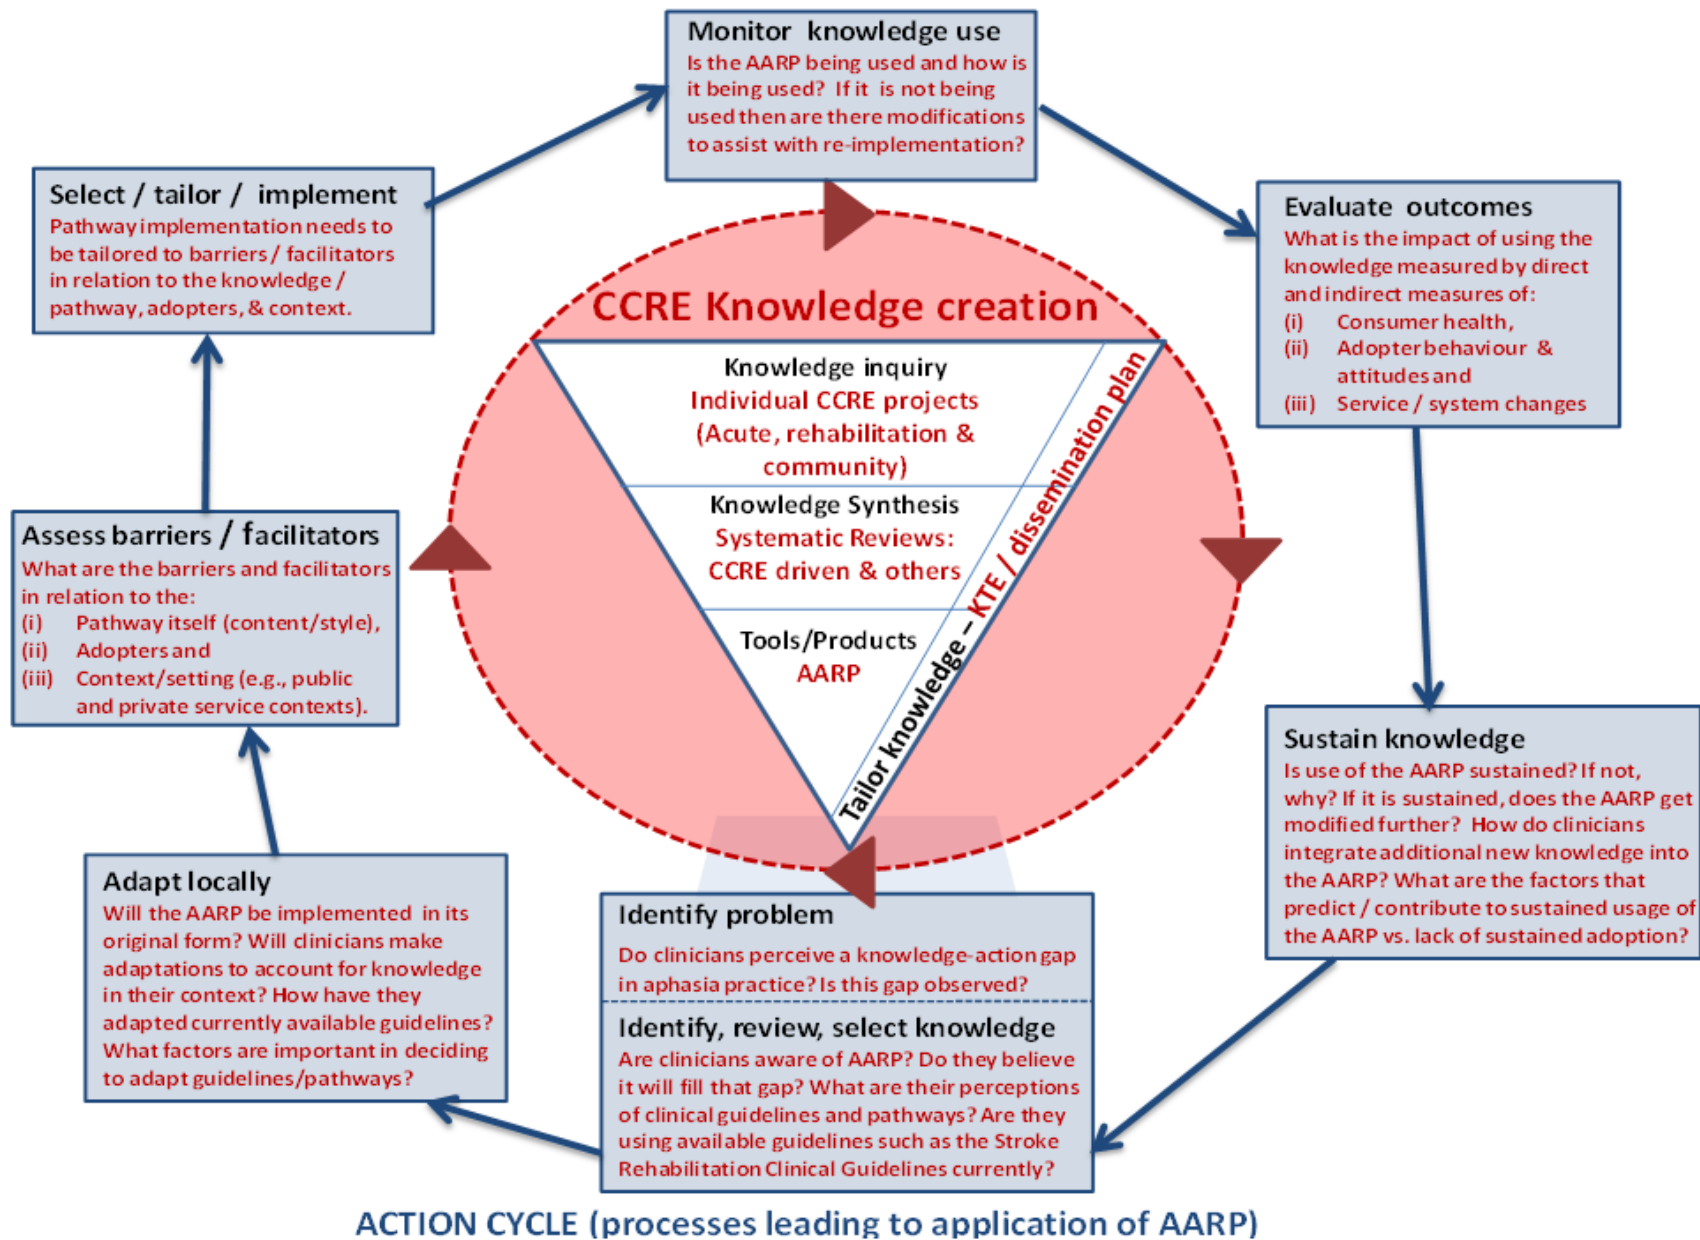 Monitor knowledge use
Is the AARP being used and how is
it being used? If it is not being
used then are there modifications
to assist with re-implementation?
Select / tailor / implement
Pathway implementation needs to
be tailored to barriers / facilitators
in relation to the knowledge /
pathway, adopters, & context.
Evaluate outcomes
What is the impact of using the
knowledge measured by direct
and indirect measures of:
(i) Consumer health,
(ii) Adopter behaviour &
attitudes and
(iii) Service / system changes
CCRE Knowledge creation
Knowledge inquiry
Individual CCRE projects
(Acute, rehabilitation &
community)
Knowledge Synthesis
Systematic Reviews:
CCRE driven & others
Tools/Products
AARP
Tailor knowledge – KTE / dissemination plan
Assess barriers / facilitators
What are the barriers and facilitators
in relation to the:
(i) Pathway itself (content/style),
(ii) Adopters and
(iii) Context/setting (e.g., public
and private service contexts).
Sustain knowledge
Is use of the AARP sustained? If not,
why? If it is sustained, does the AARP get
modified further? How do clinicians
integrate additional new knowledge into
the AARP? What are the factors that
predict / contribute to sustained usage of
the AARP vs. lack of sustained adoption?
Adapt locally
Will the AARP be implemented in its
original form? Will clinicians make
adaptations to account for knowledge
in their context? How have they
adapted currently available guidelines?
What factors are important in deciding
to adapt guidelines/pathways?
Identify problem
Do clinicians perceive a knowledge-action gap
in aphasia practice? Is this gap observed?
Identify, review, select knowledge
Are clinicians aware of AARP? Do they believe
it will fill that gap? What are their perceptions
of clinical guidelines and pathways? Are they
using available guidelines such as the Stroke
Rehabilitation Clinical Guidelines currently?
ACTION CYCLE (processes leading to application of AARP)